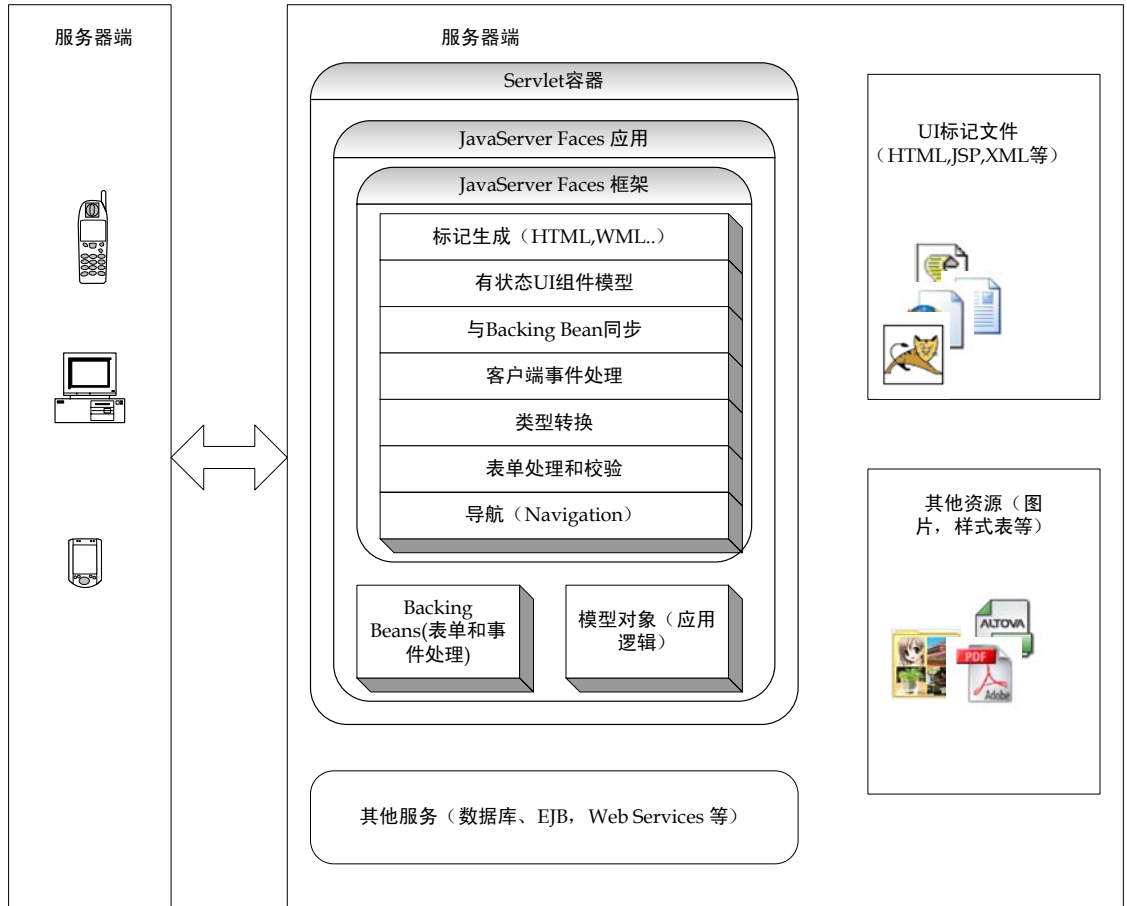 服务器端
服务器端
Servlet容器
JavaServer Faces 应用
JavaServer Faces 框架
标记生成（HTML,WML..）
有状态UI组件模型
与Backing Bean同步
客户端事件处理
类型转换
表单处理和校验
导航（Navigation）
Backing
Beans(表单和事
件处理)
模型对象（应用
逻辑）
其他服务（数据库、EJB，Web Services 等）
UI标记文件
（HTML,JSP,XML等）
其他资源（图
片，样式表等）
ALTOVA
PDF
Adobe